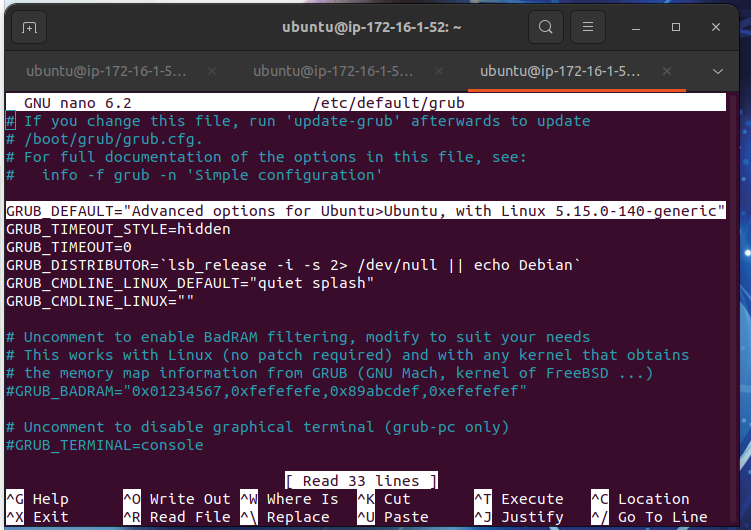 ubuntu@ip-172-16-1-52: ~
ubuntu@ip-172-16-1-5... × ubuntu@ip-172-16-1-5... × ubuntu@ip-172-16-1-5... ×
GNU nano 6.2 /etc/default/grub
# If you change this file, run 'update-grub' afterwards to update
# /boot/grub/grub.cfg.
# For full documentation of the options in this file, see:
#   info -f grub -n 'Simple configuration'

GRUB_DEFAULT="Advanced options for Ubuntu>Ubuntu, with Linux 5.15.0-140-generic"
GRUB_TIMEOUT_STYLE=hidden
GRUB_TIMEOUT=0
GRUB_DISTRIBUTOR=`lsb_release -i -s 2> /dev/null || echo Debian`
GRUB_CMDLINE_LINUX_DEFAULT="quiet splash"
GRUB_CMDLINE_LINUX=""

# Uncomment to enable BadRAM filtering, modify to suit your needs
# This works with Linux (no patch required) and with any kernel that obtains
# the memory map information from GRUB (GNU Mach, kernel of FreeBSD ...)
#GRUB_BADRAM="0x01234567,0xfefefefe,0x89abcdef,0xefefefef"

# Uncomment to disable graphical terminal (grub-pc only)
#GRUB_TERMINAL=console

[ Read 33 lines ]
^G Help ^O Write Out ^W Where Is ^K Cut ^T Execute ^C Location
^X Exit ^R Read File ^\ Replace ^U Paste ^J Justify ^/ Go To Line